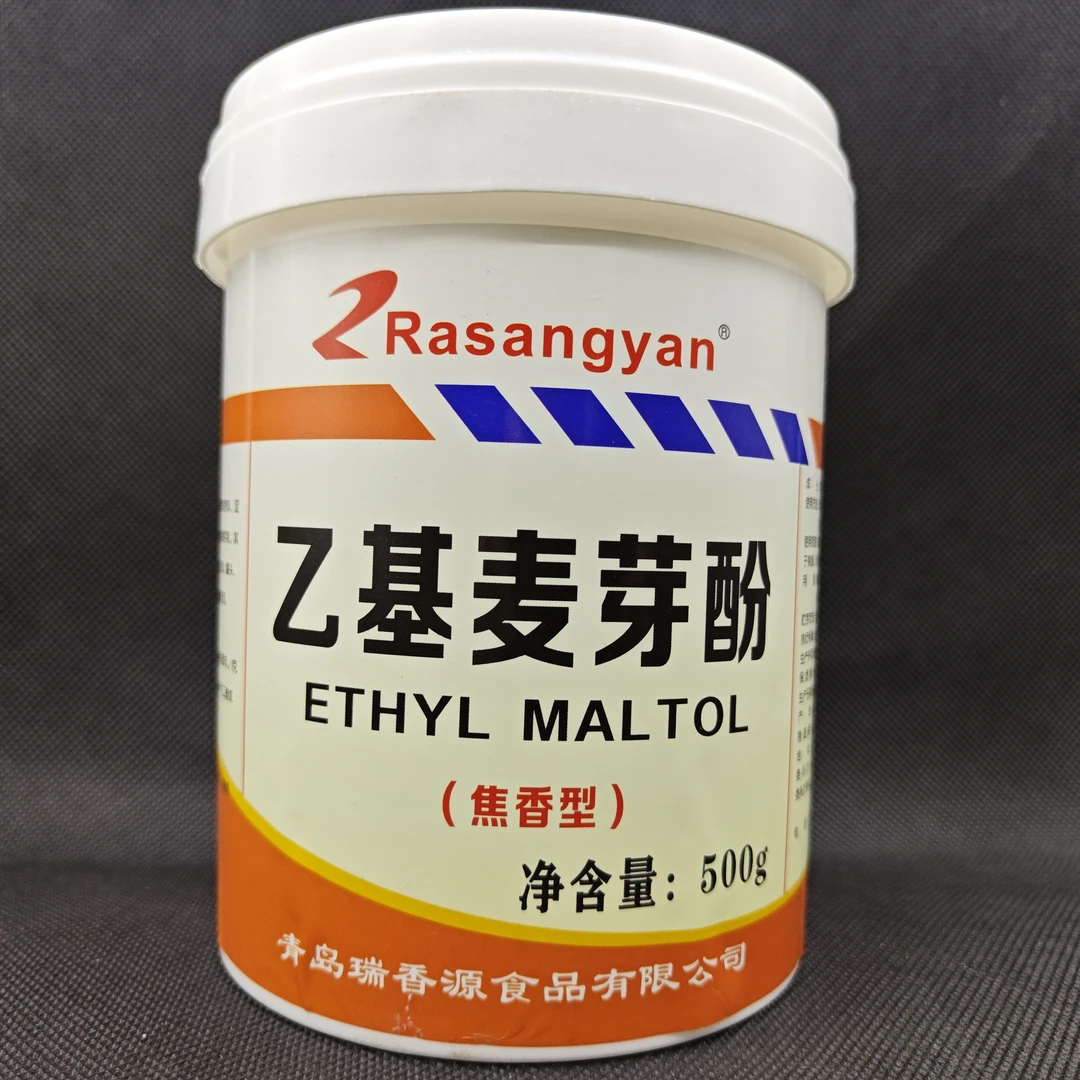 Rasangyan®
乙基麦芽酚
ETHYL MALTOL
（焦香型）
净含量：500g
青岛瑞香源食品有限公司